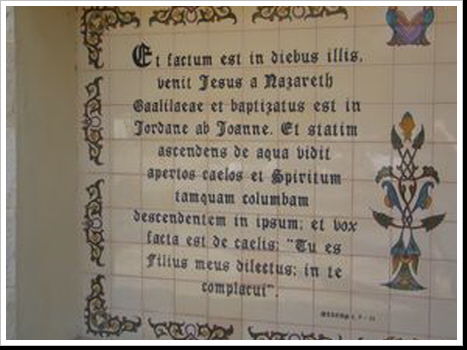 Et factum est in diebus illis,
venit Jesus a Nazareth
Gaalilaeae et baptizatus est in
Jordane ab Joanne. Et statim
ascendens de aqua vidit
apertos caelos et Spiritum
tamquam columbam
descendentem in ipsum; et vox
facta est de caelis: "Tu es
Filius meus dilectus; in te
complacui".